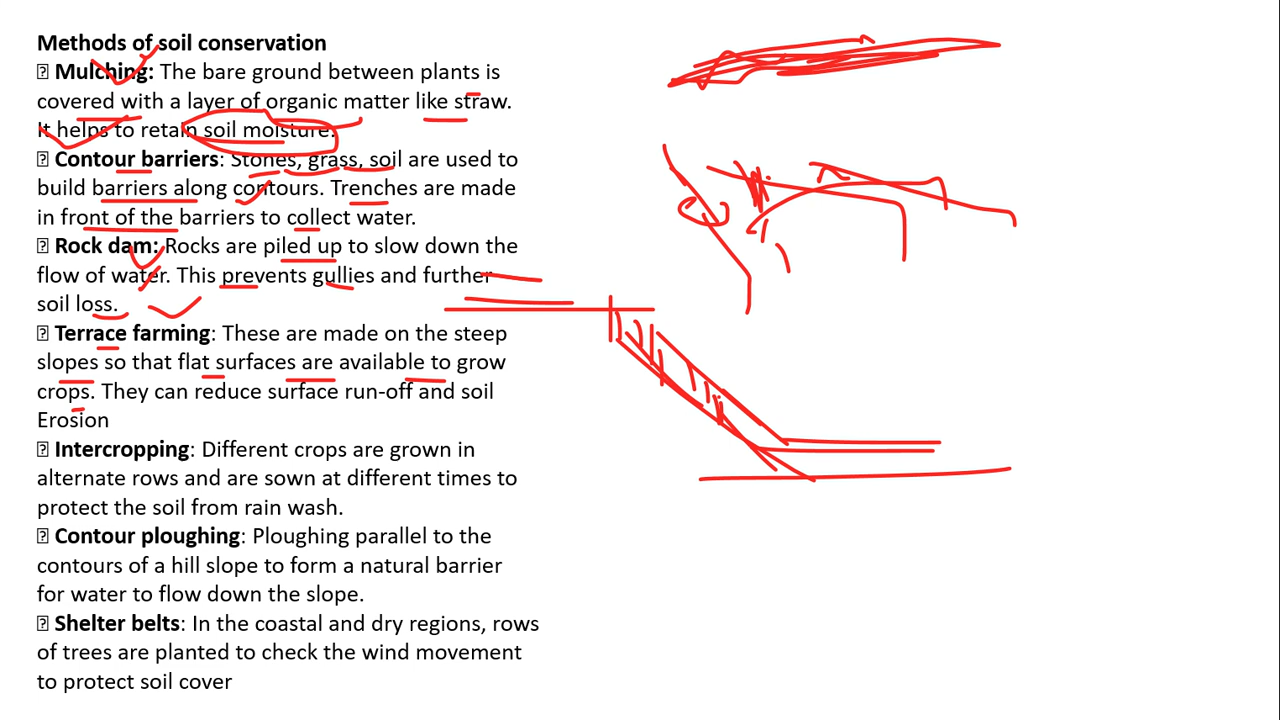 Methods of soil conservation
Mulching: The bare ground between plants is
covered with a layer of organic matter like straw.
It helps to retain soil moisture.
Contour barriers: Stones, grass, soil are used to
build barriers along contours. Trenches are made
in front of the barriers to collect water.
Rock dam: Rocks are piled up to slow down the
flow of water. This prevents gullies and further
soil loss.
Terrace farming: These are made on the steep
slopes so that flat surfaces are available to grow
crops. They can reduce surface run-off and soil
Erosion
Intercropping: Different crops are grown in
alternate rows and are sown at different times to
protect the soil from rain wash.
Contour ploughing: Ploughing parallel to the
contours of a hill slope to form a natural barrier
for water to flow down the slope.
Shelter belts: In the coastal and dry regions, rows
of trees are planted to check the wind movement
to protect soil cover